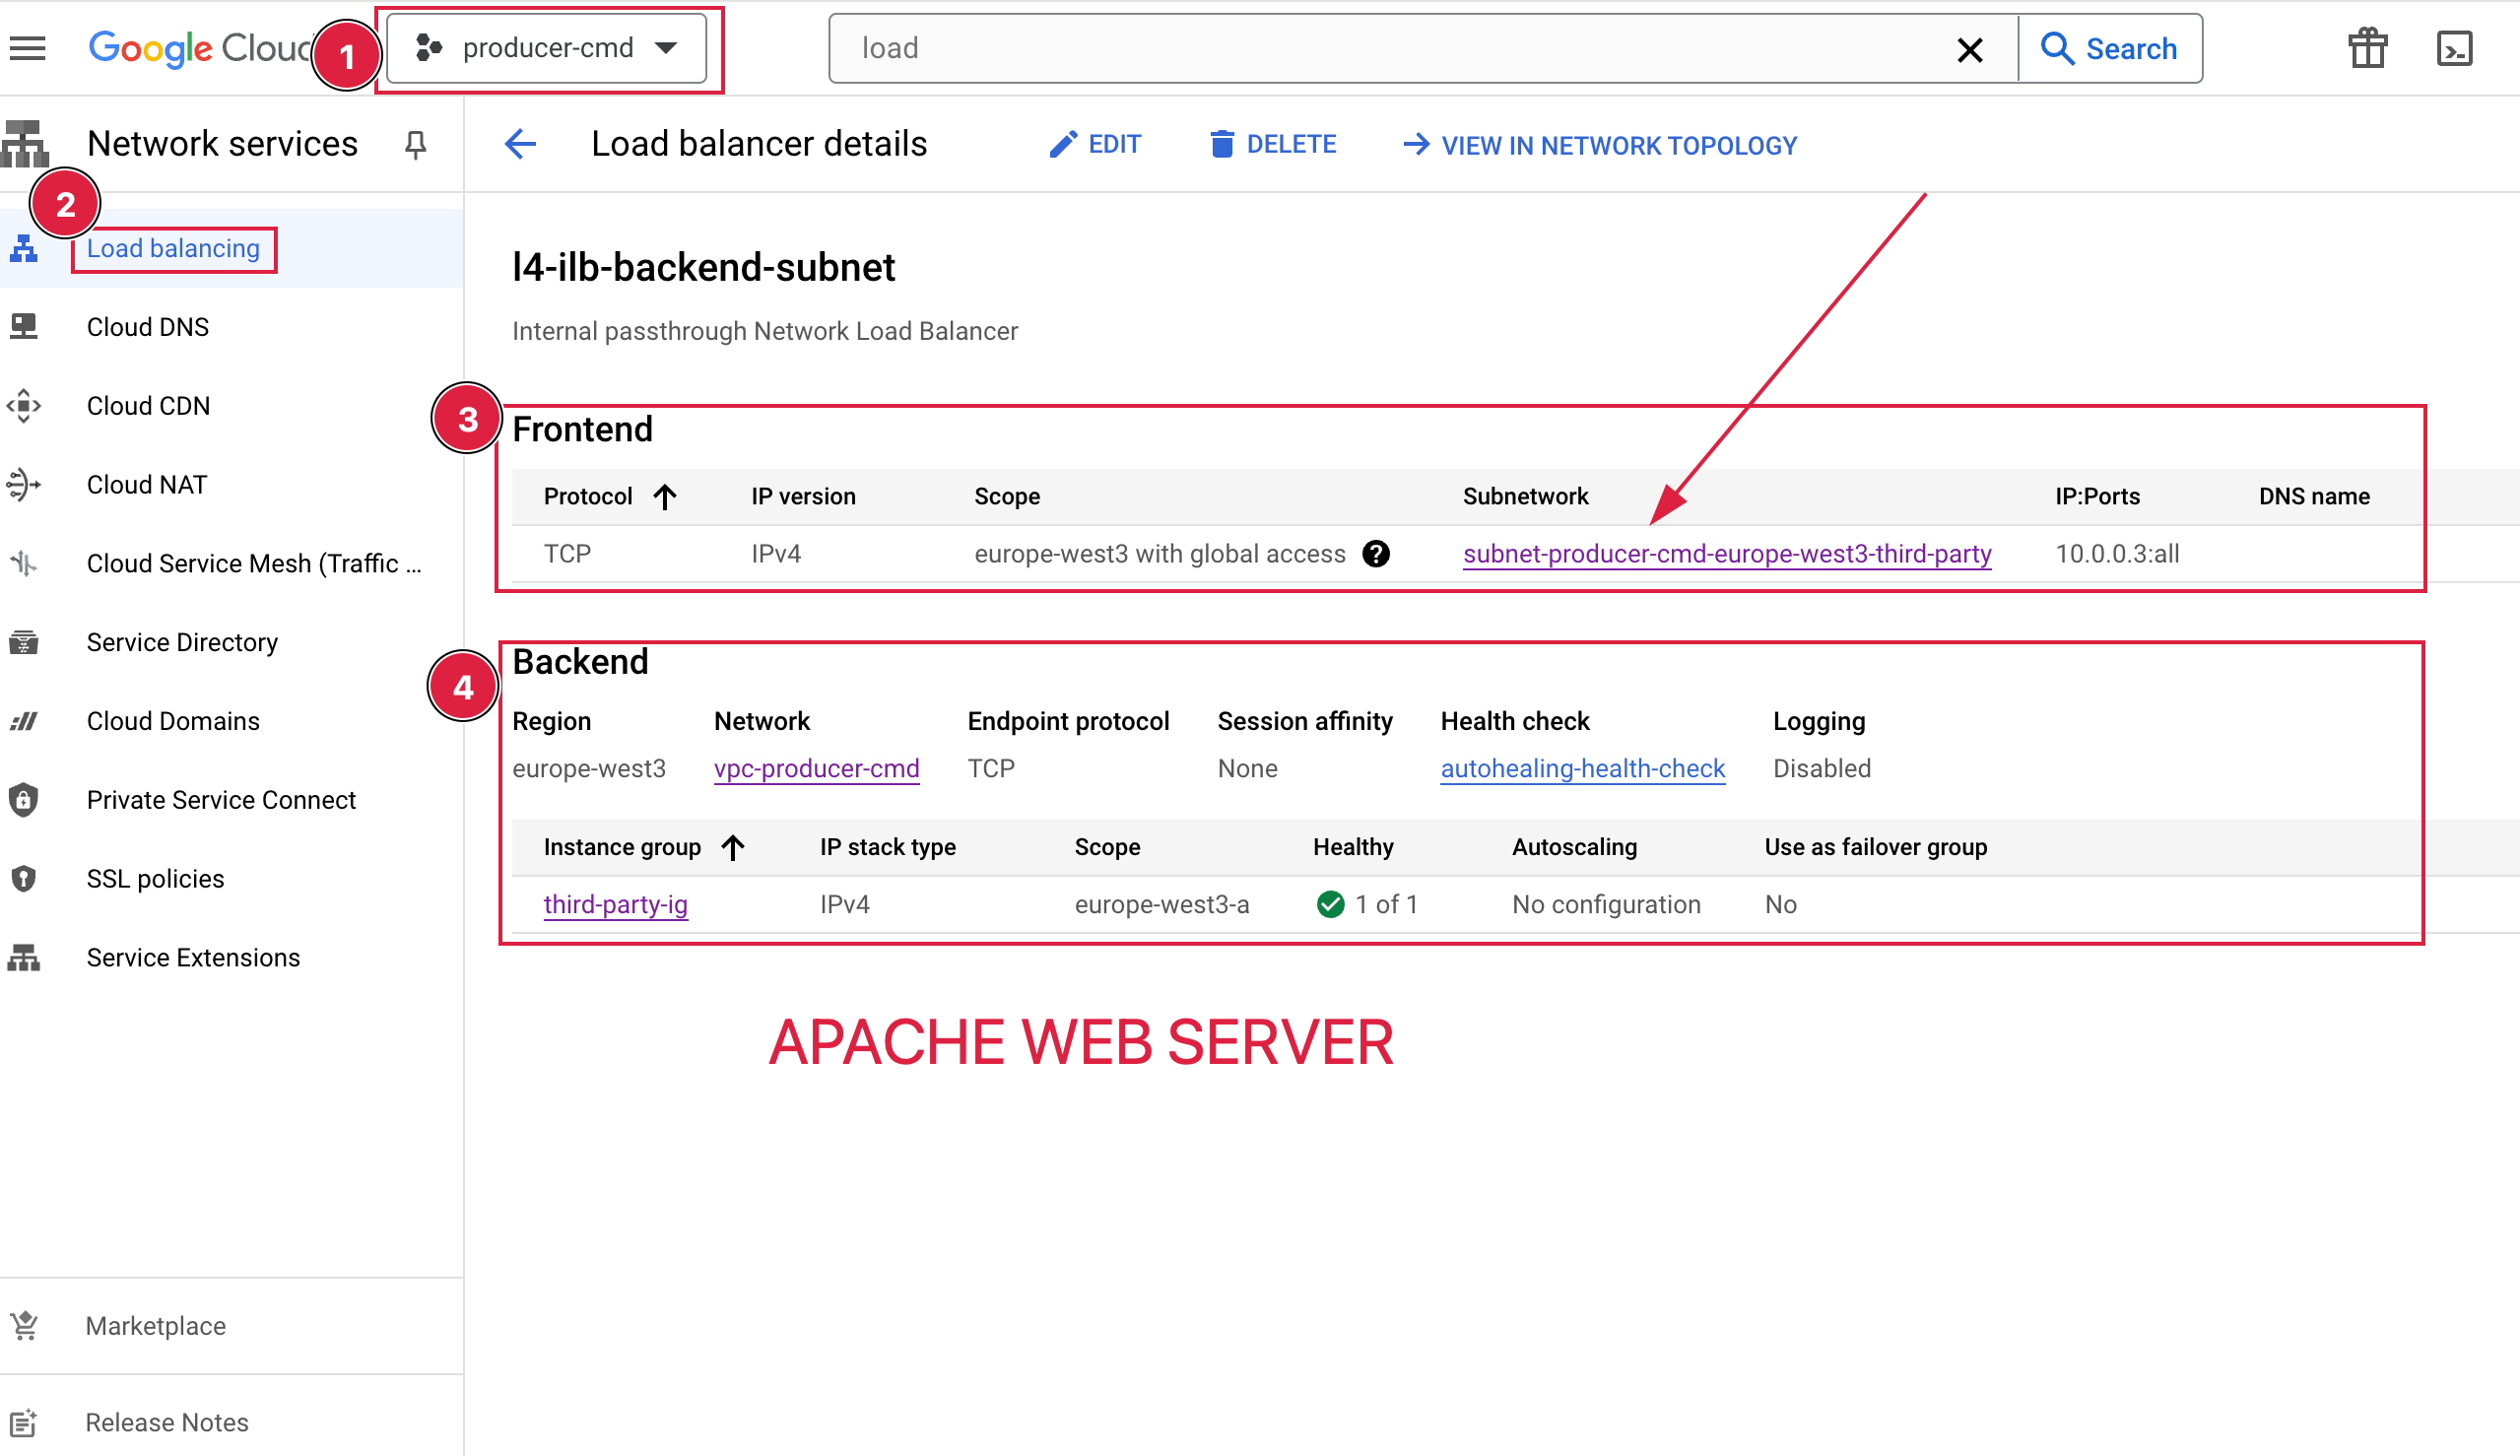 Google Cloud
1
producer-cmd
load
Search
Network services
Load balancer details
EDIT
DELETE
VIEW IN NETWORK TOPOLOGY
2
Load balancing
Cloud DNS
Cloud CDN
Cloud NAT
Cloud Service Mesh (Traffic ...
Service Directory
Cloud Domains
Private Service Connect
SSL policies
Service Extensions
Marketplace
Release Notes
l4-ilb-backend-subnet
Internal passthrough Network Load Balancer
3
Frontend
Protocol IP version Scope Subnetwork IP:Ports DNS name
TCP IPv4 europe-west3 with global access ? subnet-producer-cmd-europe-west3-third-party 10.0.0.3:all
4
Backend
Region Network Endpoint protocol Session affinity Health check Logging
europe-west3 vpc-producer-cmd TCP None autohealing-health-check Disabled
Instance group IP stack type Scope Healthy Autoscaling Use as failover group
third-party-ig IPv4 europe-west3-a 1 of 1 No configuration No
APACHE WEB SERVER